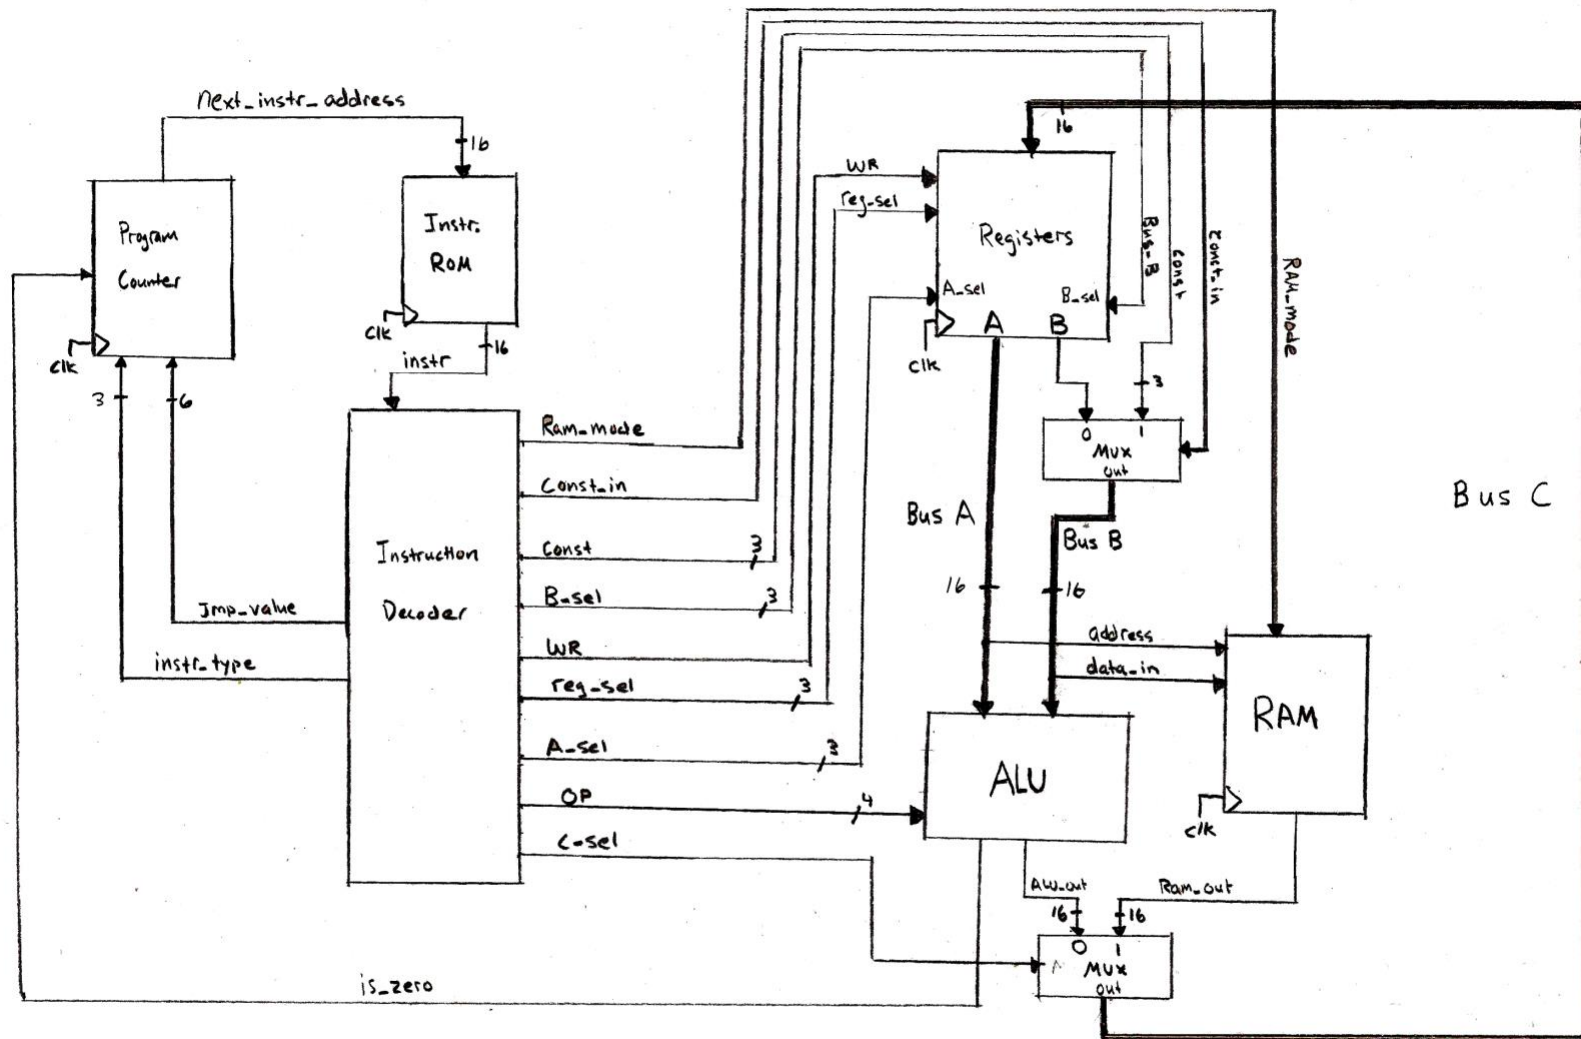 next_instr_address
16
Program
Counter
clk
3
6
Instr.
ROM
clk
instr
16
Jmp_value
instr_type
Instruction
Decoder
Ram_mode
Const_in
Const
3
B_sel
3
WR
reg_sel
3
A_sel
3
OP
4
C_sel
WR
reg_sel
16
Registers
A_sel
B_sel
A
B
clk
Bus_B
Const
Const_in
RAM_mode
3
0
1
Mux
out
Bus A
Bus B
16
16
Bus C
address
data_in
RAM
clk
ALU
ALU_out
Ram_out
16
16
0
1
Mux
out
is_zero